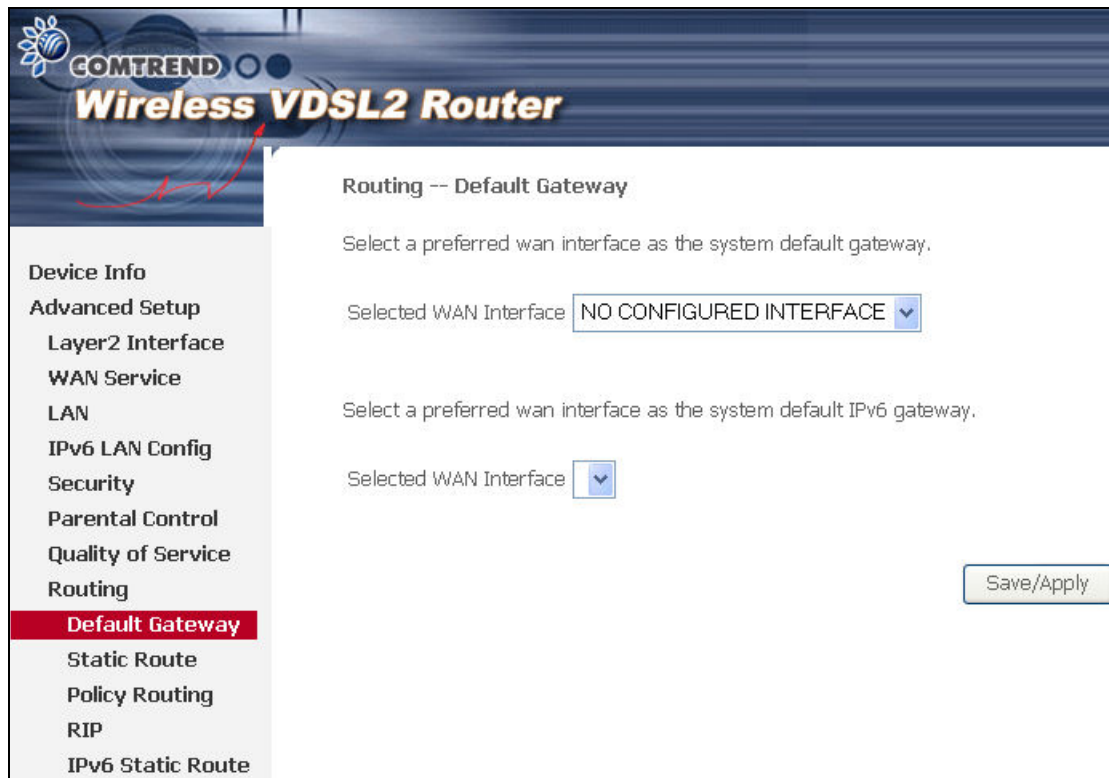 COMTREND
Wireless VDSL2 Router
Device Info
Advanced Setup
Layer2 Interface
WAN Service
LAN
IPv6 LAN Config
Security
Parental Control
Quality of Service
Routing
Default Gateway
Static Route
Policy Routing
RIP
IPv6 Static Route
Routing -- Default Gateway
Select a preferred wan interface as the system default gateway.
Selected WAN Interface NO CONFIGURED INTERFACE
Select a preferred wan interface as the system default IPv6 gateway.
Selected WAN Interface
Save/Apply